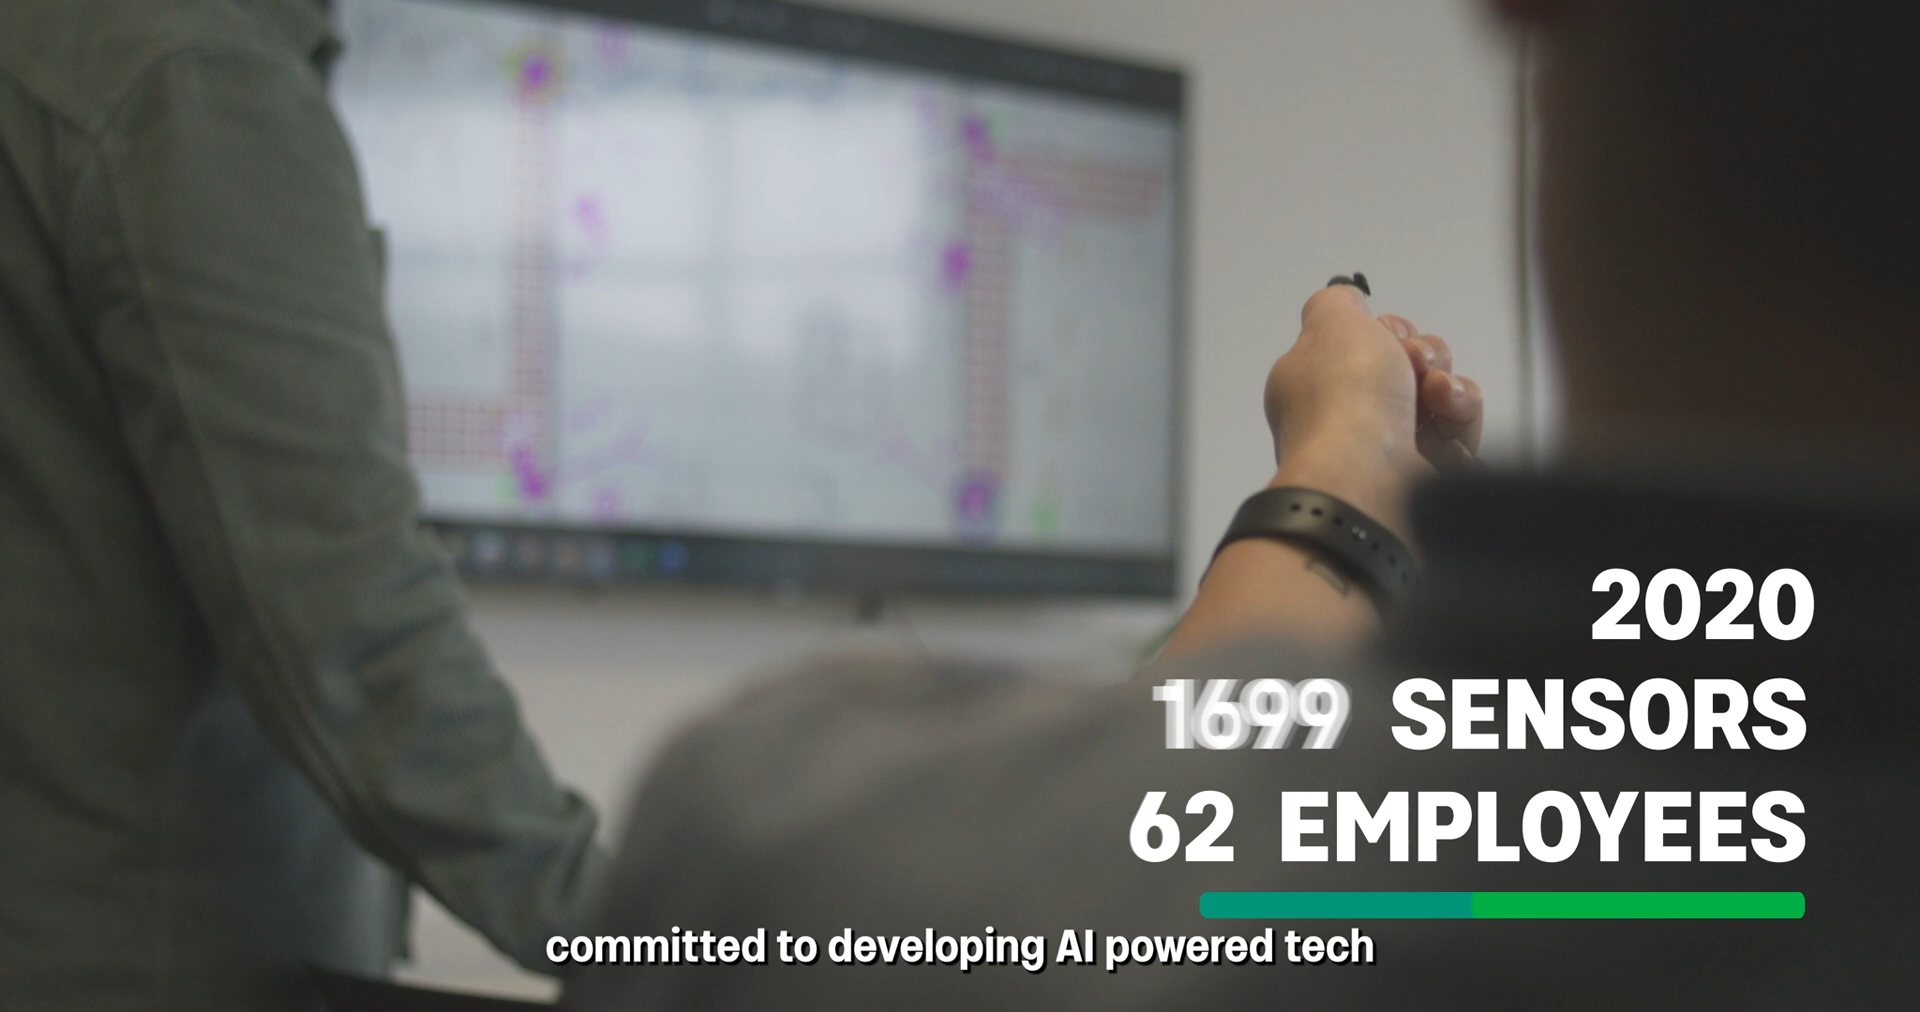 2020
1699 SENSORS
62 EMPLOYEES
committed to developing AI powered tech